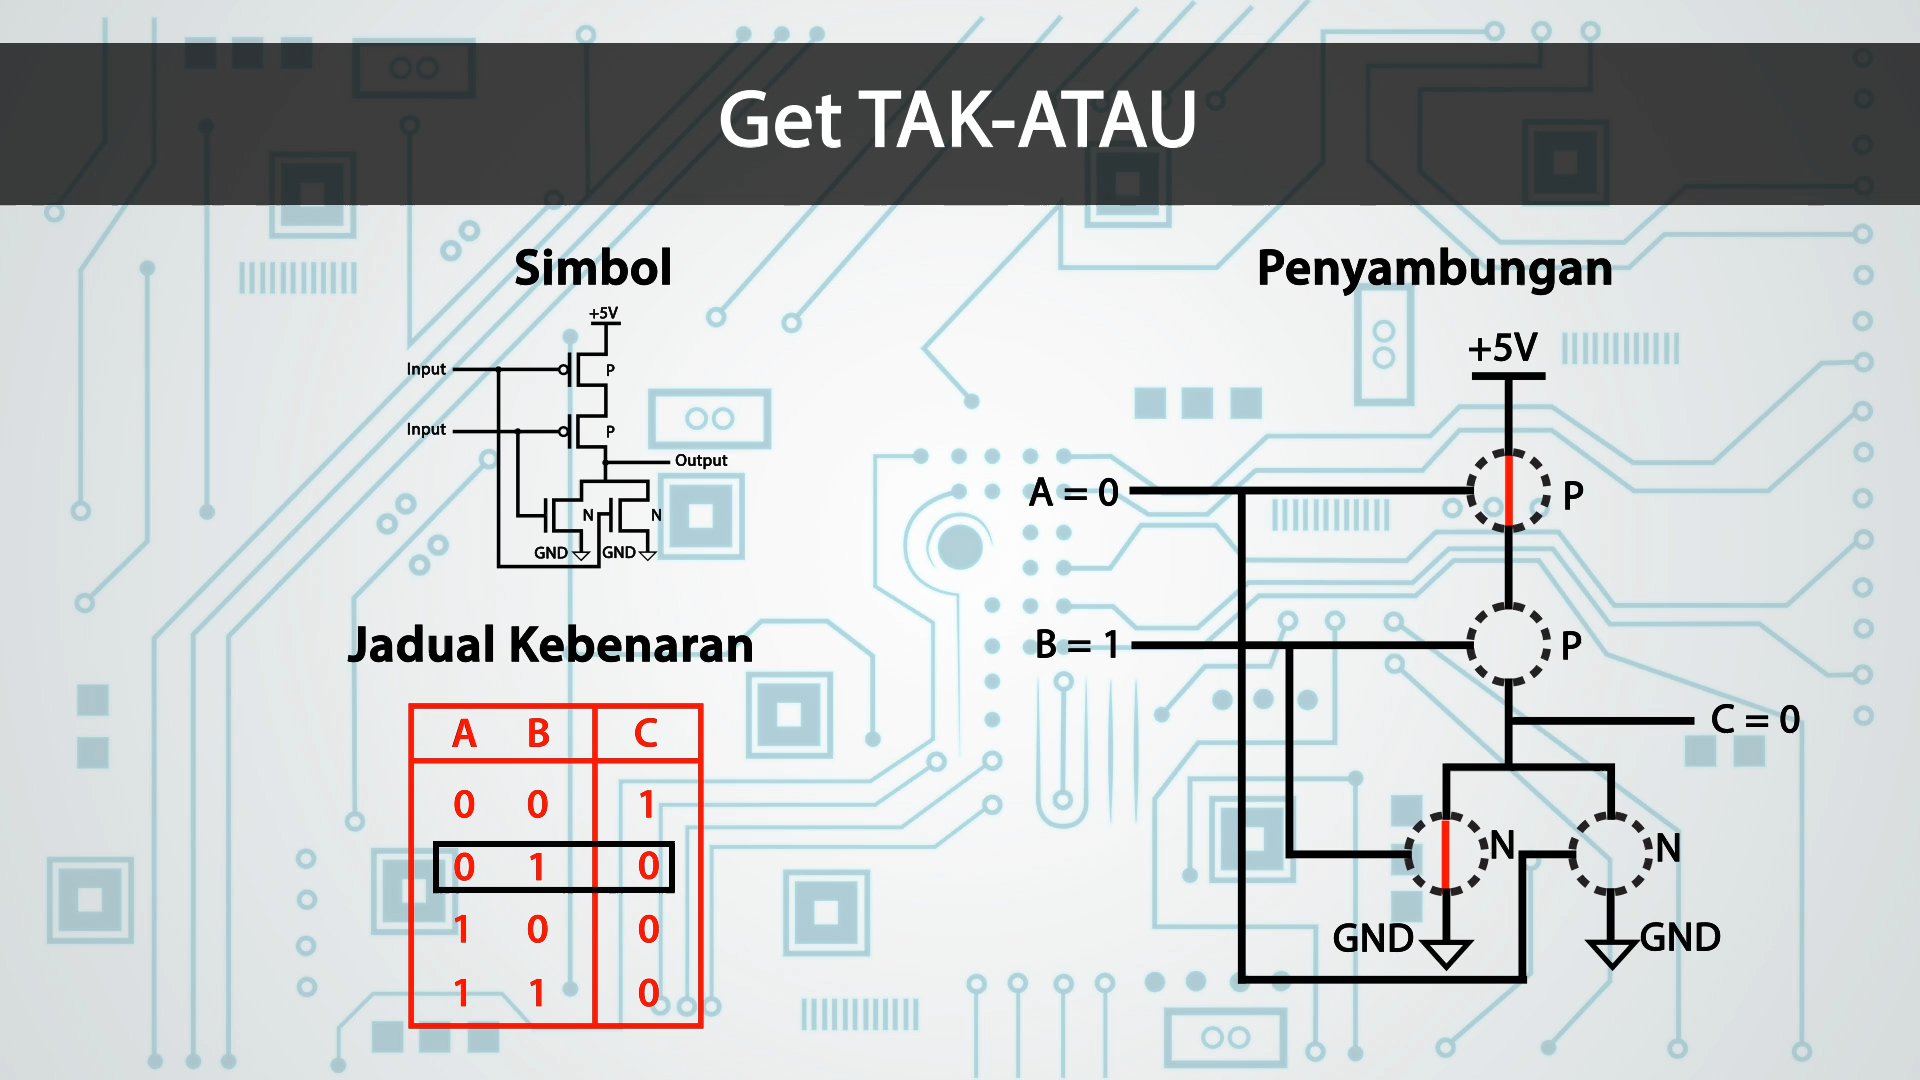 Get TAK-ATAU
Simbol
+5V
Input
P
Input
P
Output
N
N
GND
GND
Jadual Kebenaran
A B C
0 0 1
0 1 0
1 0 0
1 1 0
Penyambungan
+5V
A = 0
P
B = 1
P
C = 0
N
N
GND
GND